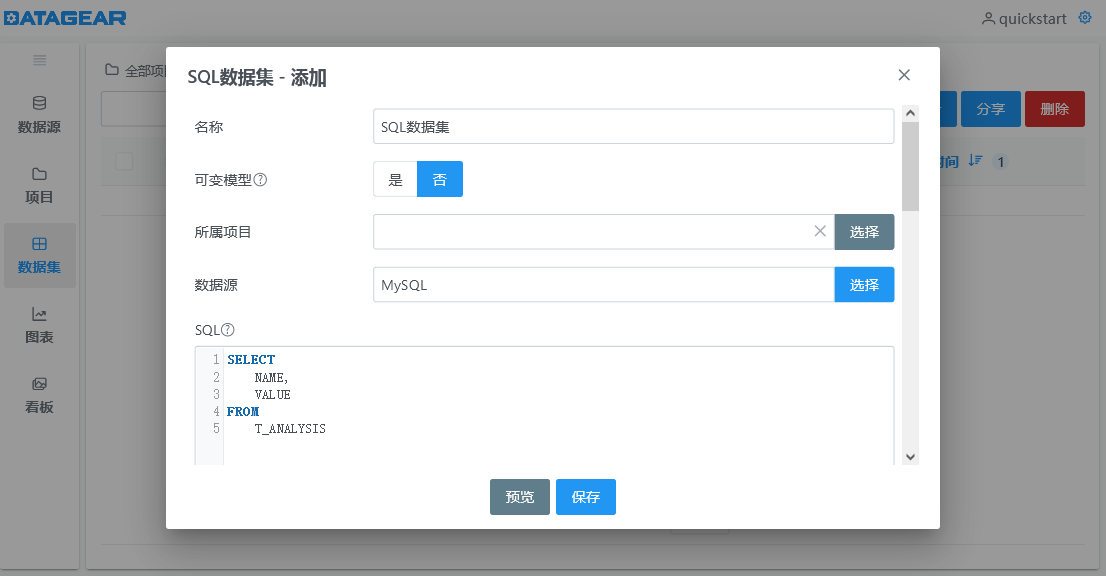 DATAGEAR
quickstart
全部项
分享
删除
时间
1
数据源
项目
数据集
图表
看板
SQL数据集 - 添加
名称
SQL数据集
可变模型
是
否
所属项目
选择
数据源
MySQL
选择
SQL
1 SELECT
2 NAME,
3 VALUE
4 FROM
5 T_ANALYSIS
预览
保存